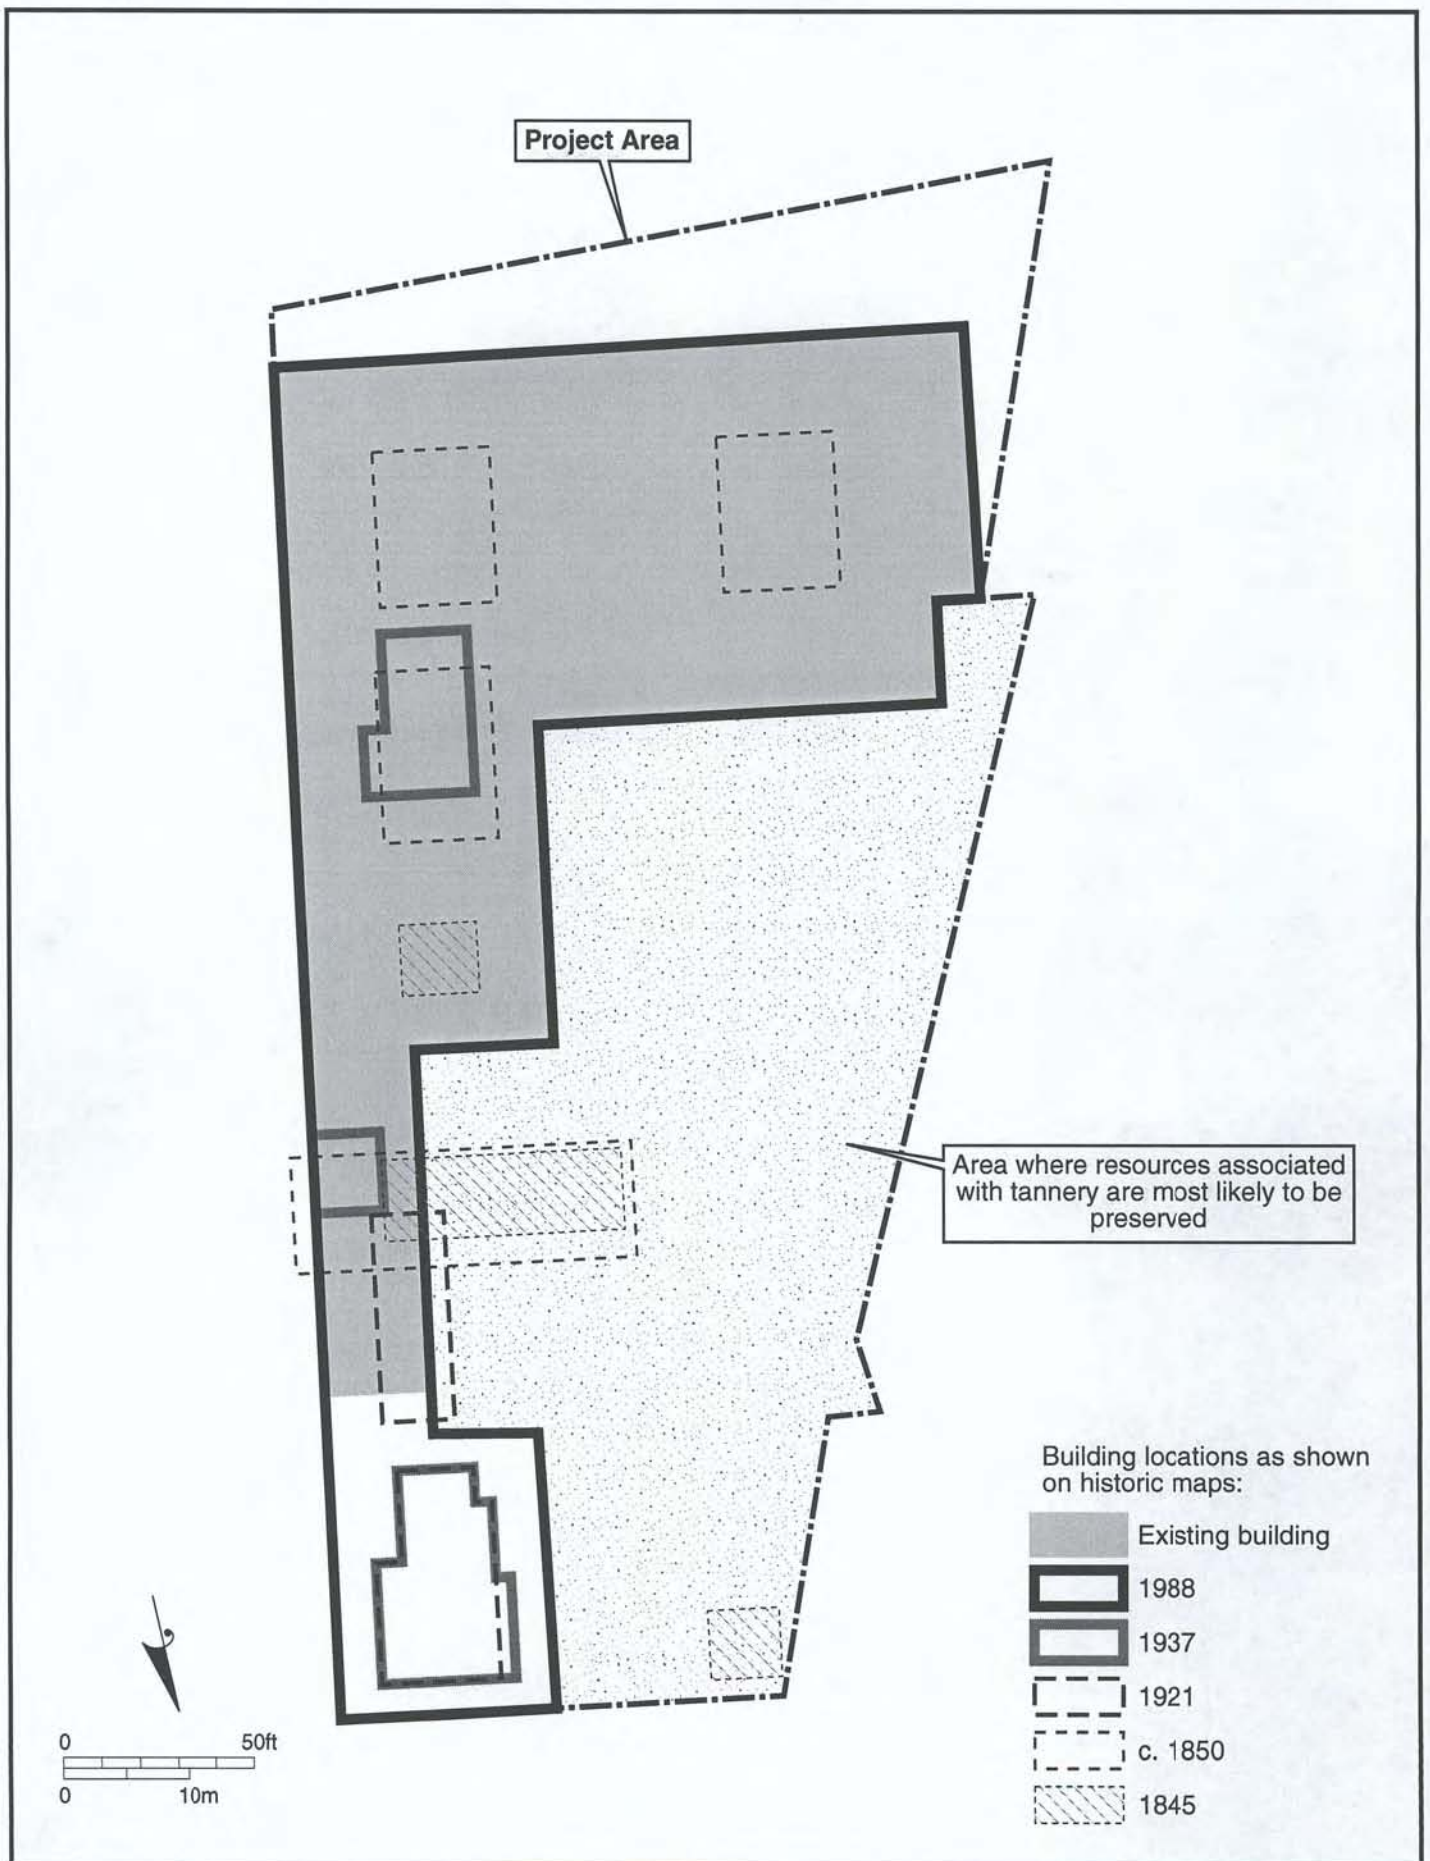 Project Area
Area where resources associated
with tannery are most likely to be
preserved
Building locations as shown
on historic maps:
Existing building
1988
1937
1921
c. 1850
1845
0 50ft
0 10m